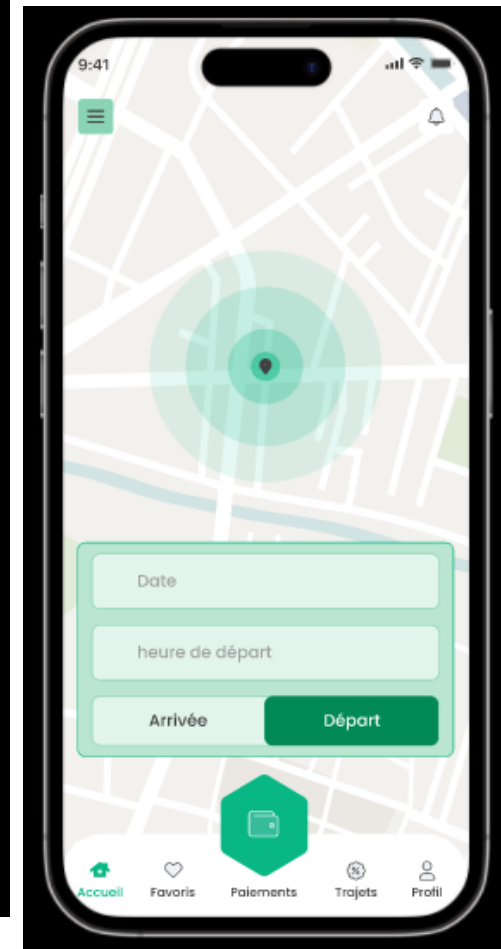 9:41
Date
heure de départ
Arrivée Départ
Accueil Favoris Paiements Trajets Profil